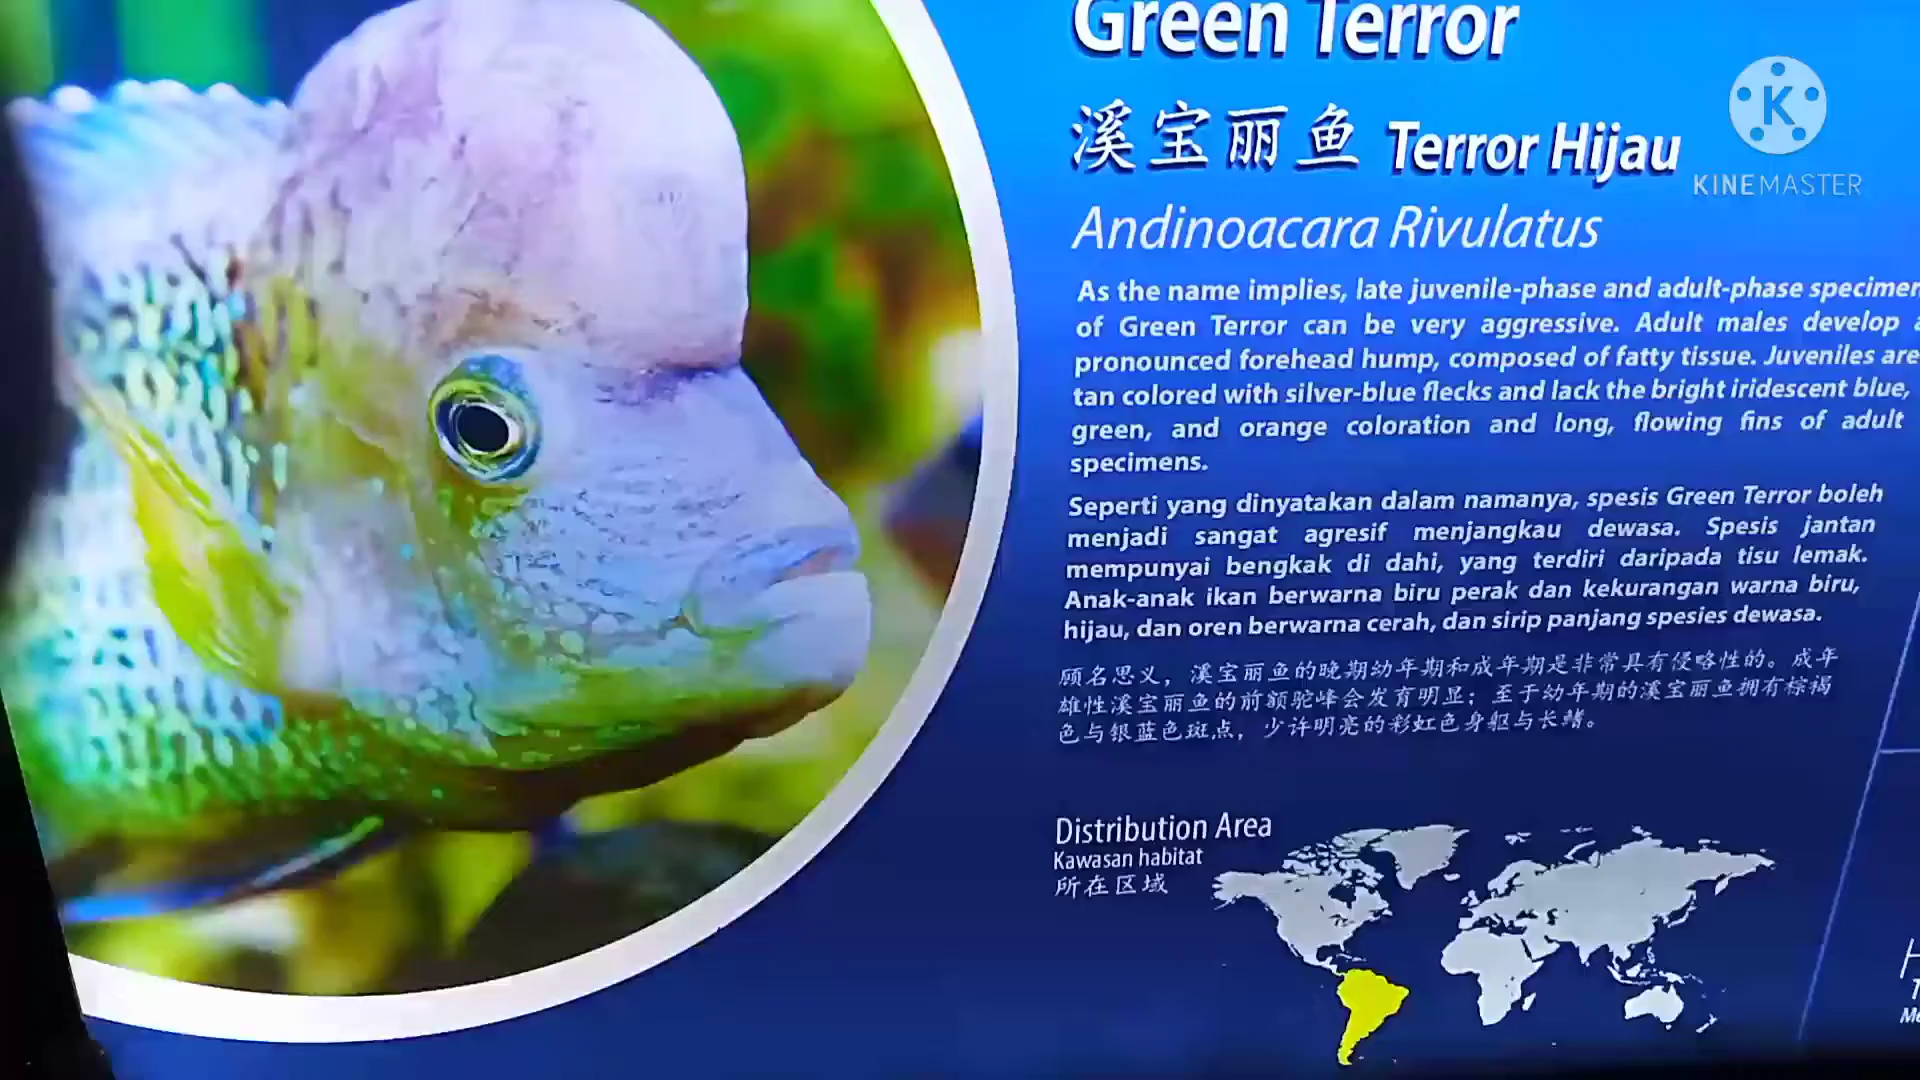 Green Terror
溪宝丽鱼 Terror Hijau
KINEMASTER
Andinoacara Rivulatus
As the name implies, late juvenile-phase and adult-phase
of Green Terror can be very aggressive. Adult males develop
pronounced forehead hump, composed of fatty tissue. Juveniles are
tan colored with silver-blue flecks and lack the bright iridescent blue,
green, and orange coloration and long, flowing fins of adult
specimens.
Seperti yang dinyatakan dalam namanya, spesis Green Terror boleh
menjadi sangat agresif menjangkau dewasa. Spesis jantan
mempunyai bengkak di dahi, yang terdiri daripada tisu lemak.
Anak-anak ikan berwarna biru perak dan kekurangan warna biru,
hijau, dan oren berwarna cerah, dan sirip panjang spesies dewasa.
顾名思义，溪宝丽鱼的晚期幼年期和成年期是非常具有侵略性的。成年
雄性溪宝丽鱼的前额驼峰会发育明显；至于幼年期的溪宝丽鱼拥有棕褐
色与银蓝色斑点，少许明亮的彩虹色身躯与长鳍。
Distribution Area
Kawasan habitat
所在区域